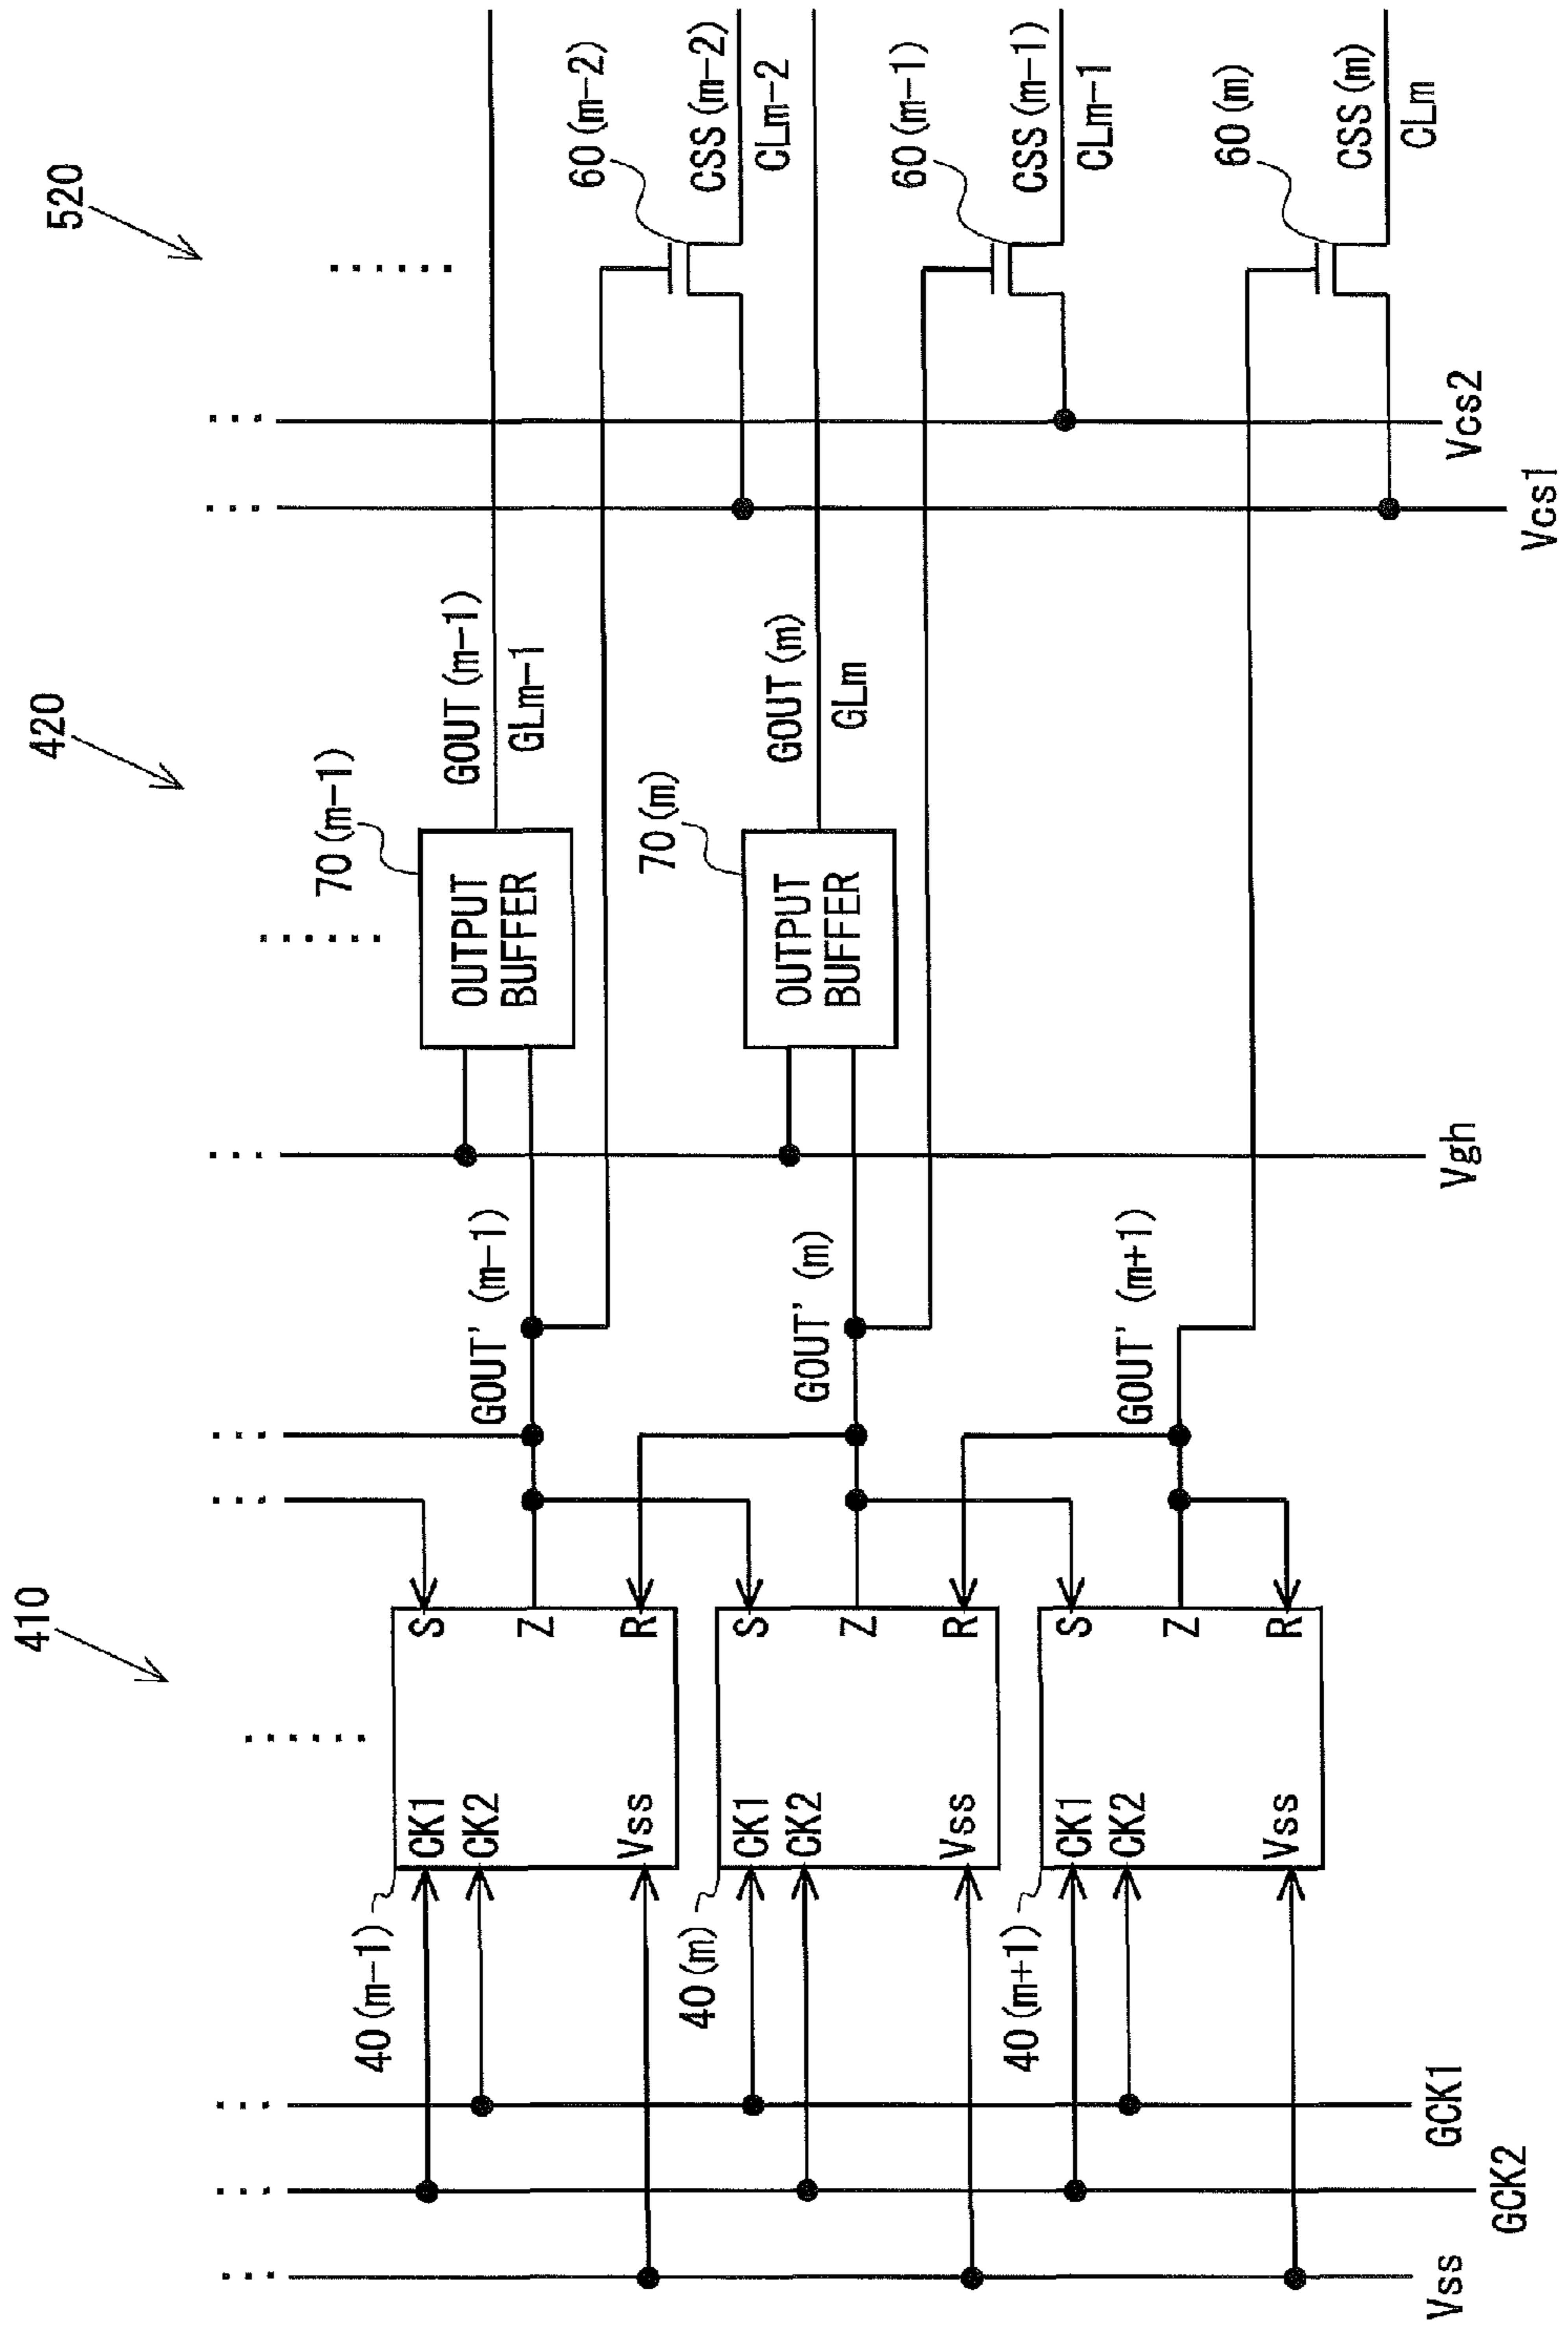 410
420
520
40(m-1)
CK1
CK2
Vss
S
Z
R
GOUT' (m-1)
70(m-1)
OUTPUT
BUFFER
GOUT(m-1)
GLm-1
60(m-2)
CSS(m-2)
CLm-2
40(m)
CK1
CK2
Vss
S
Z
R
GOUT' (m)
70(m)
OUTPUT
BUFFER
GOUT(m)
GLm
60(m-1)
CSS(m-1)
CLm-1
40(m+1)
CK1
CK2
Vss
S
Z
R
GOUT' (m+1)
60(m)
CSS(m)
CLm
Vss
GCK2
GCK1
Vgh
Vcs1
Vcs2